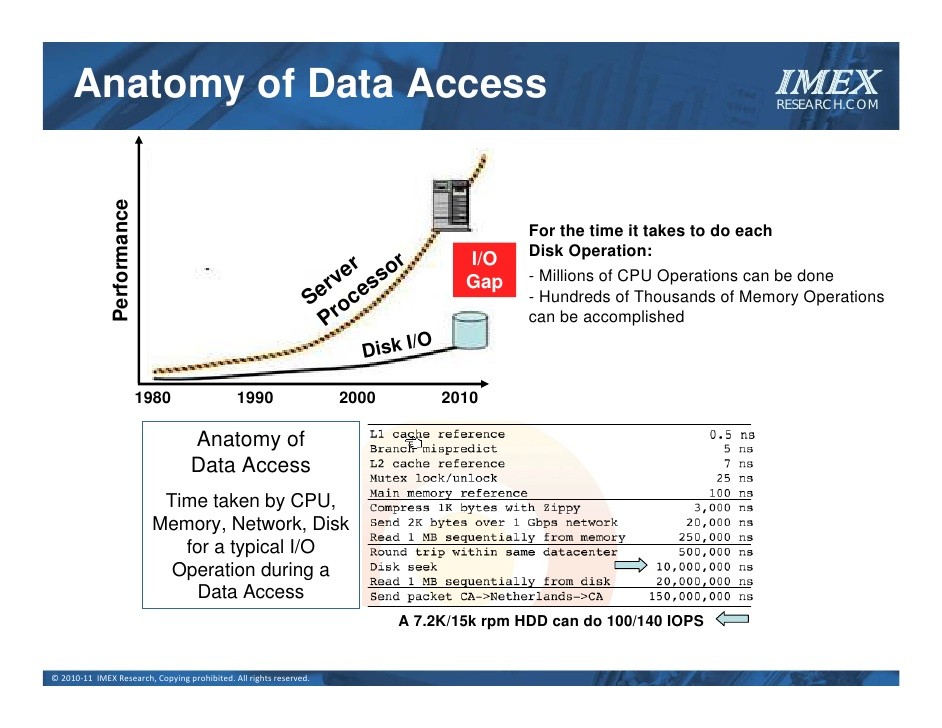 Anatomy of Data Access
IMEX
RESEARCH.COM
Performance
Server
Processor
I/O
Gap
Disk I/O
1980 1990 2000 2010
For the time it takes to do each
Disk Operation:
- Millions of CPU Operations can be done
- Hundreds of Thousands of Memory Operations
can be accomplished
Anatomy of
Data Access
Time taken by CPU,
Memory, Network, Disk
for a typical I/O
Operation during a
Data Access
L1 cache reference 0.5 ns
Branch mispredict 5 ns
L2 cache reference 7 ns
Mutex lock/unlock 25 ns
Main memory reference 100 ns
Compress 1K bytes with Zippy 3,000 ns
Send 2K bytes over 1 Gbps network 20,000 ns
Read 1 MB sequentially from memory 250,000 ns
Round trip within same datacenter 500,000 ns
Disk seek 10,000,000 ns
Read 1 MB sequentially from disk 20,000,000 ns
Send packet CA->Netherlands->CA 150,000,000 ns
A 7.2K/15k rpm HDD can do 100/140 IOPS
© 2010-11 IMEX Research, Copying prohibited. All rights reserved.